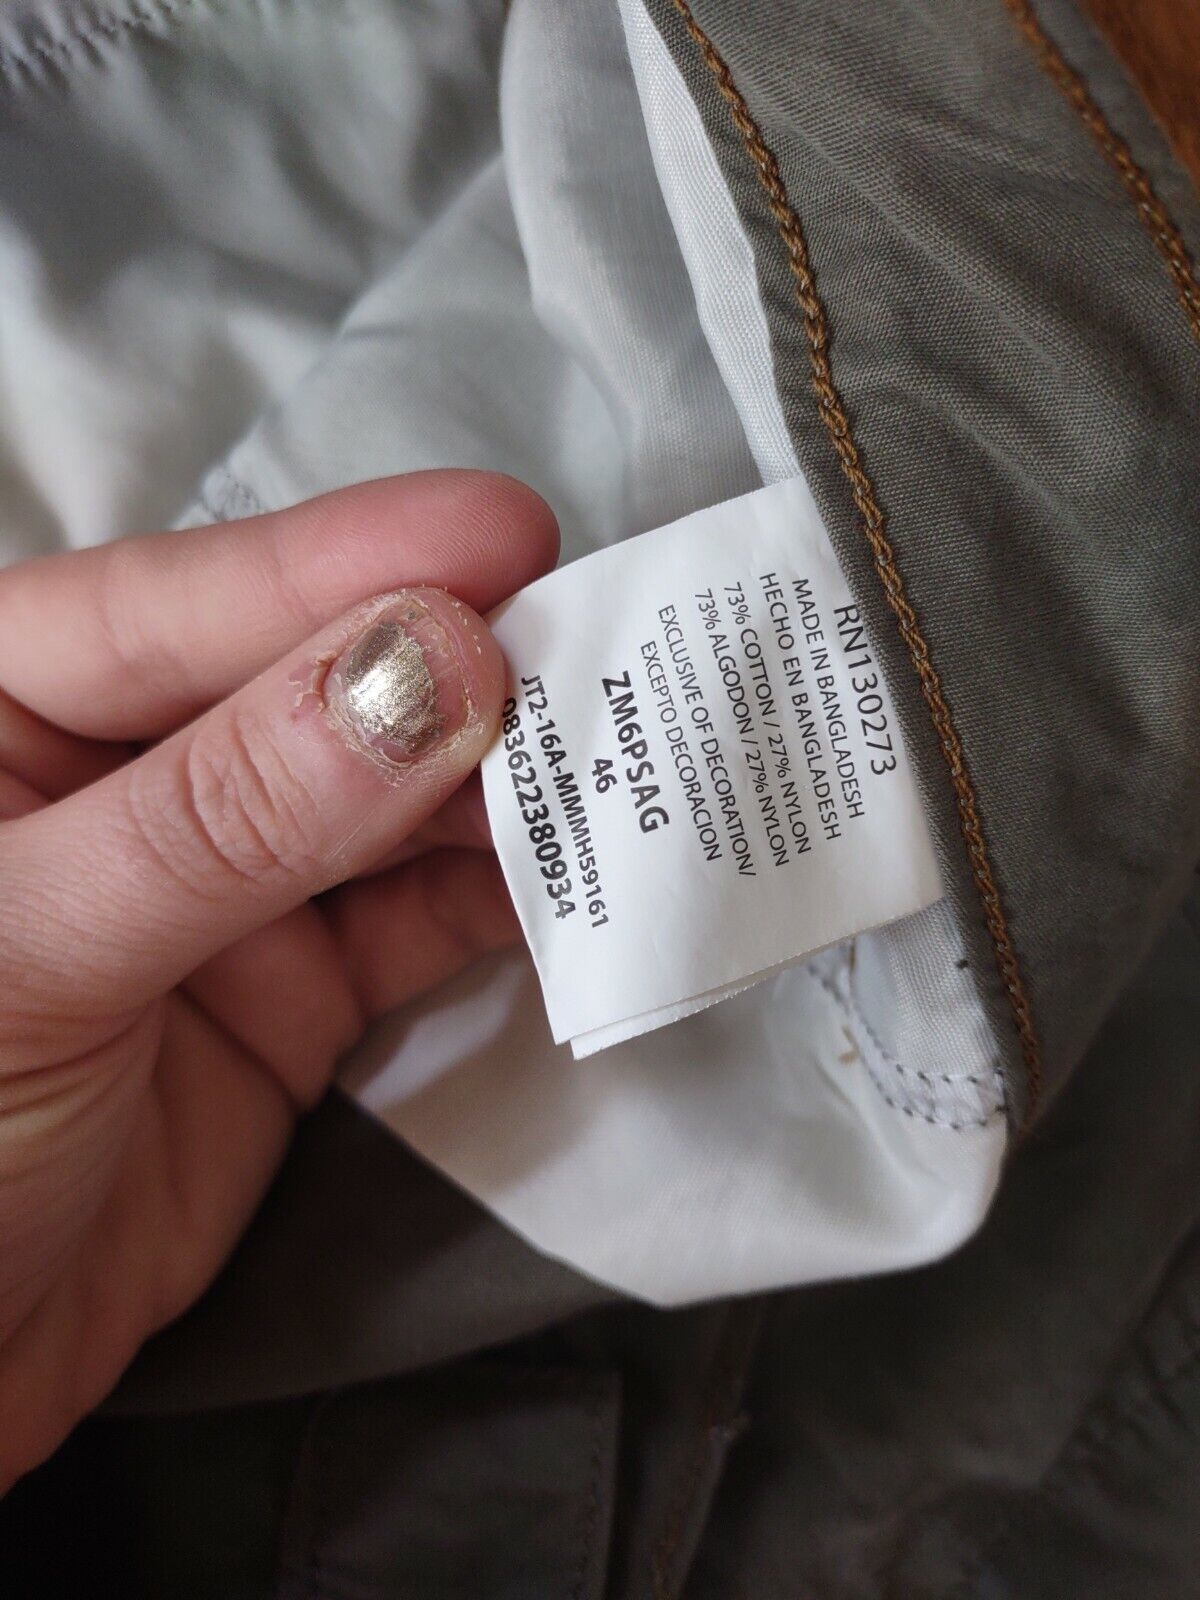 RN130273
MADE IN BANGLADESH
HECHO EN BANGLADESH
73% COTTON / 27% NYLON
73% ALGODON / 27% NYLON
EXCLUSIVE OF DECORATION/
EXCEPTO DECORACION
ZM6PSAG
46
JT2-16A-MMMMH59161
083622380934